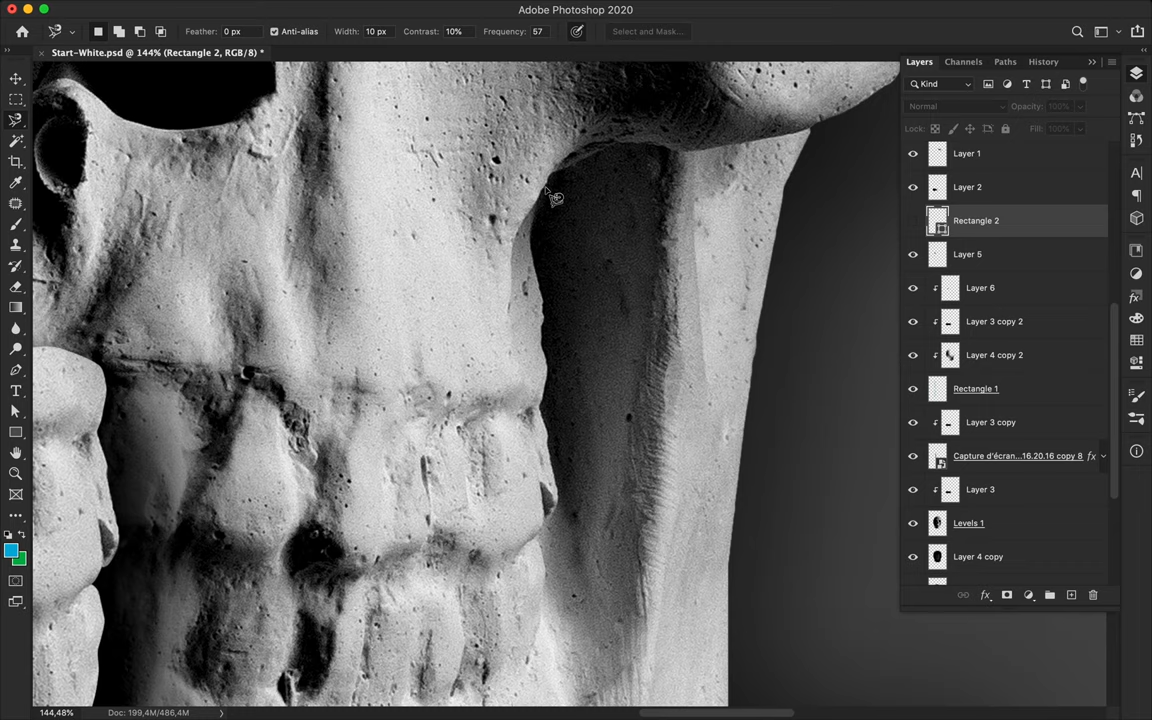 Adobe Photoshop 2020
Feather: 0 px Anti-alias Width: 10 px Contrast: 10% Frequency: 57 Select and Mask...
Start-White.psd @ 144% (Rectangle 2, RGB/8) *
Layers Channels Paths History
Kind
Normal Opacity: 100%
Lock: Fill: 100%
Layer 1
Layer 2
Rectangle 2
Layer 5
Layer 6
Layer 3 copy 2
Layer 4 copy 2
Rectangle 1
Layer 3 copy
Capture d'écran...16.20.16 copy 8 fx
Layer 3
Levels 1
Layer 4 copy
144,48% Doc: 199,4M/486,4M